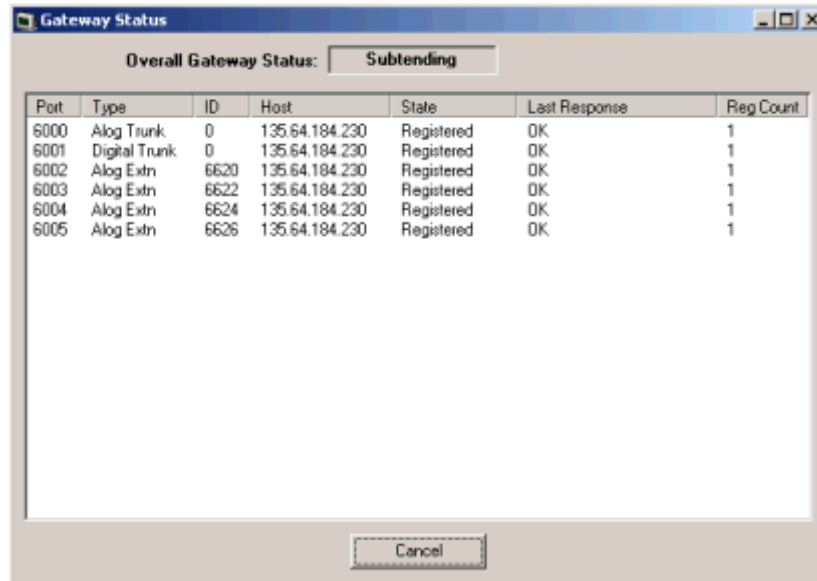 Gateway Status
Overall Gateway Status: Subtending
Port Type ID Host State Last Response Reg Count
6000 Alog Trunk 0 135.64.184.230 Registered OK 1
6001 Digital Trunk 0 135.64.184.230 Registered OK 1
6002 Alog Extn 6620 135.64.184.230 Registered OK 1
6003 Alog Extn 6622 135.64.184.230 Registered OK 1
6004 Alog Extn 6624 135.64.184.230 Registered OK 1
6005 Alog Extn 6626 135.64.184.230 Registered OK 1
Cancel